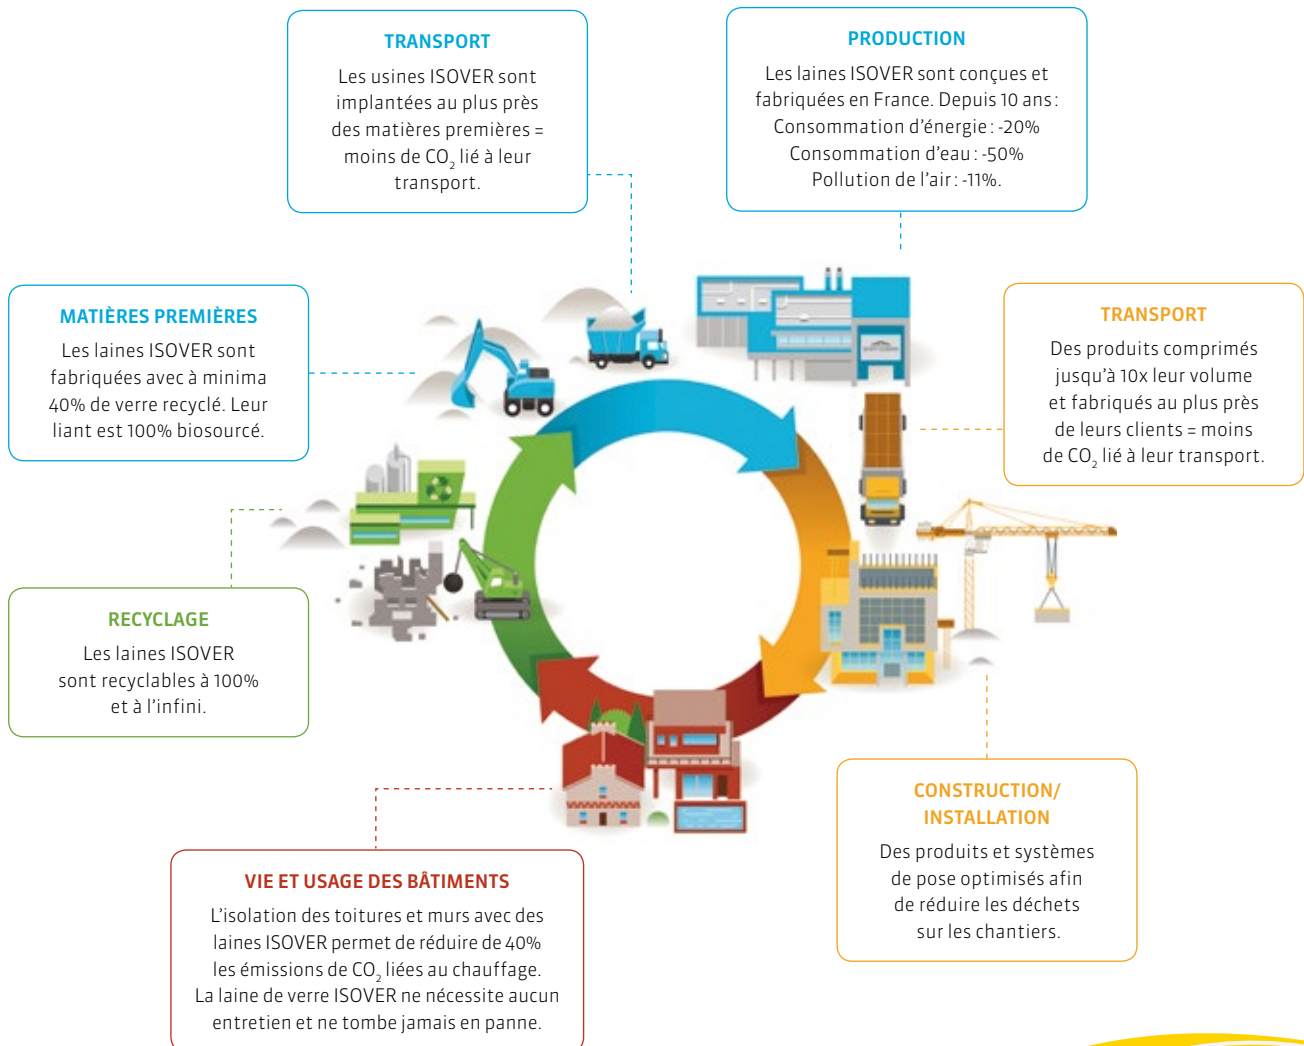 TRANSPORT
Les usines ISOVER sont
implantées au plus près
des matières premières =
moins de CO₂ lié à leur
transport.
PRODUCTION
Les laines ISOVER sont conçues et
fabriquées en France. Depuis 10 ans :
Consommation d’énergie : -20%
Consommation d’eau : -50%
Pollution de l’air : -11%.
MATIÈRES PREMIÈRES
Les laines ISOVER sont
fabriquées avec à minima
40% de verre recyclé. Leur
liant est 100% biosourcé.
TRANSPORT
Des produits comprimés
jusqu’à 10x leur volume
et fabriqués au plus près
de leurs clients = moins
de CO₂ lié à leur transport.
RECYCLAGE
Les laines ISOVER
sont recyclables à 100%
et à l’infini.
CONSTRUCTION/
INSTALLATION
Des produits et systèmes
de pose optimisés afin
de réduire les déchets
sur les chantiers.
VIE ET USAGE DES BÂTIMENTS
L’isolation des toitures et murs avec des
laines ISOVER permet de réduire de 40%
les émissions de CO₂ liées au chauffage.
La laine de verre ISOVER ne nécessite aucun
entretien et ne tombe jamais en panne.